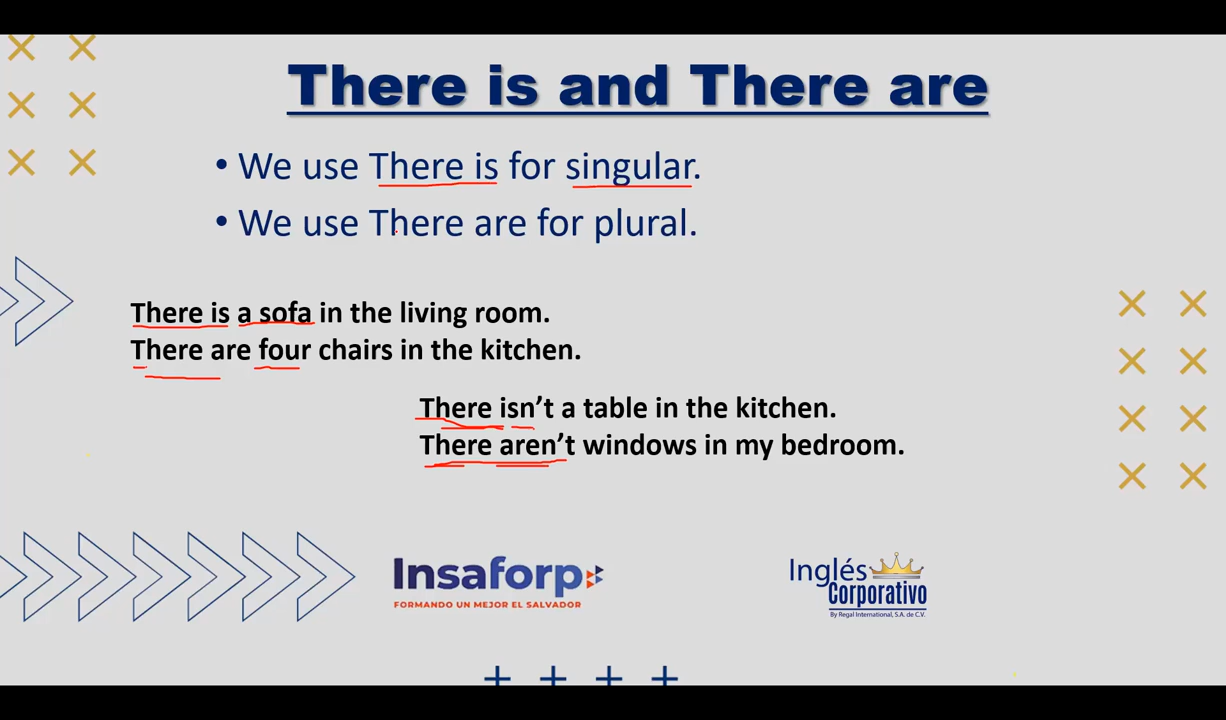 There is and There are
• We use There is for singular.
• We use There are for plural.
There is a sofa in the living room.
There are four chairs in the kitchen.
There isn’t a table in the kitchen.
There aren’t windows in my bedroom.
Insaforp
FORMANDO UN MEJOR EL SALVADOR
Inglés
Corporativo
By Regal International, S.A. de C.V.